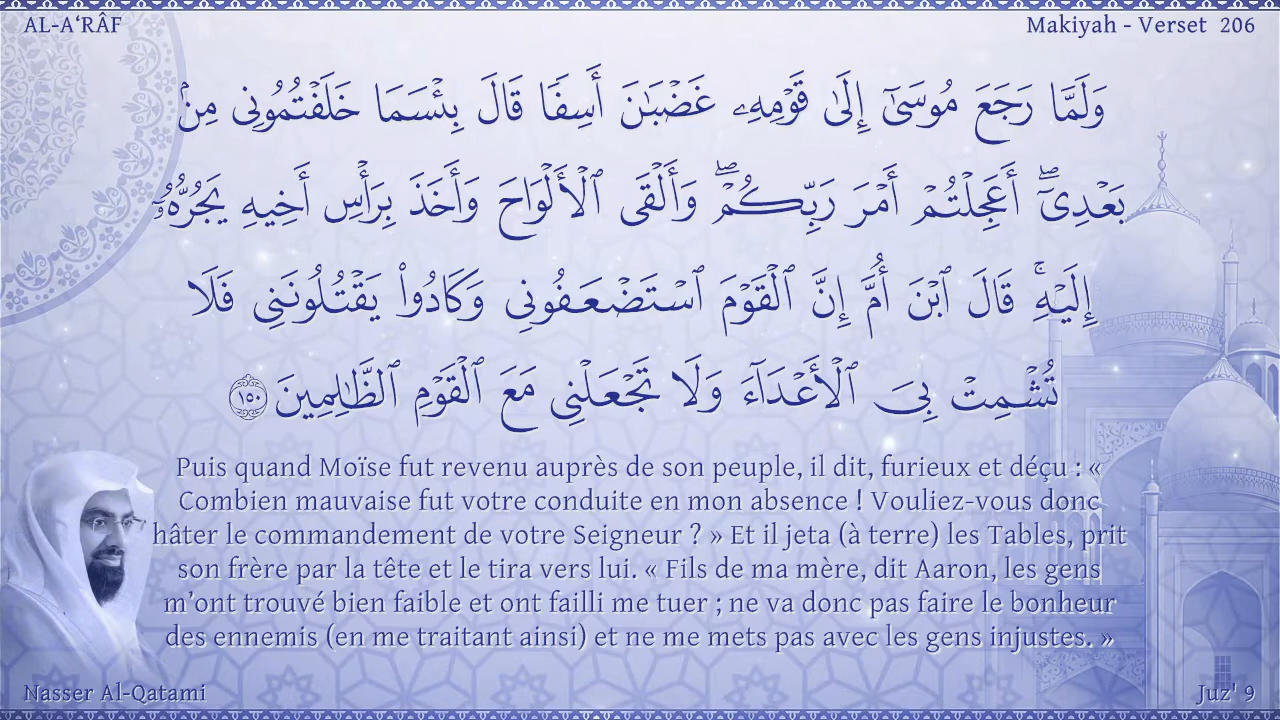 AL-A‘RÂF
Makiyah - Verset 206
وَلَمَّا رَجَعَ مُوسَىٰٓ إِلَىٰ قَوْمِهِۦ غَضْبَـٰنَ أَسِفًا قَالَ بِئْسَمَا خَلَفْتُمُونِى مِنۢ
بَعْدِىٓ ۖ أَعَجِلْتُمْ أَمْرَ رَبِّكُمْ ۖ وَأَلْقَى ٱلْأَلْوَاحَ وَأَخَذَ بِرَأْسِ أَخِيهِ يَجُرُّهُۥٓ
إِلَيْهِ ۚ قَالَ ٱبْنَ أُمَّ إِنَّ ٱلْقَوْمَ ٱسْتَضْعَفُونِى وَكَادُوا۟ يَقْتُلُونَنِى فَلَا
تُشْمِتْ بِىَ ٱلْأَعْدَآءَ وَلَا تَجْعَلْنِى مَعَ ٱلْقَوْمِ ٱلظَّـٰلِمِينَ ١٥٠
Puis quand Moïse fut revenu auprès de son peuple, il dit, furieux et déçu : «
Combien mauvaise fut votre conduite en mon absence ! Vouliez-vous donc
hâter le commandement de votre Seigneur ? » Et il jeta (à terre) les Tables, prit
son frère par la tête et le tira vers lui. « Fils de ma mère, dit Aaron, les gens
m’ont trouvé bien faible et ont failli me tuer ; ne va donc pas faire le bonheur
des ennemis (en me traitant ainsi) et ne me mets pas avec les gens injustes. »
Nasser Al-Qatami
Juz' 9